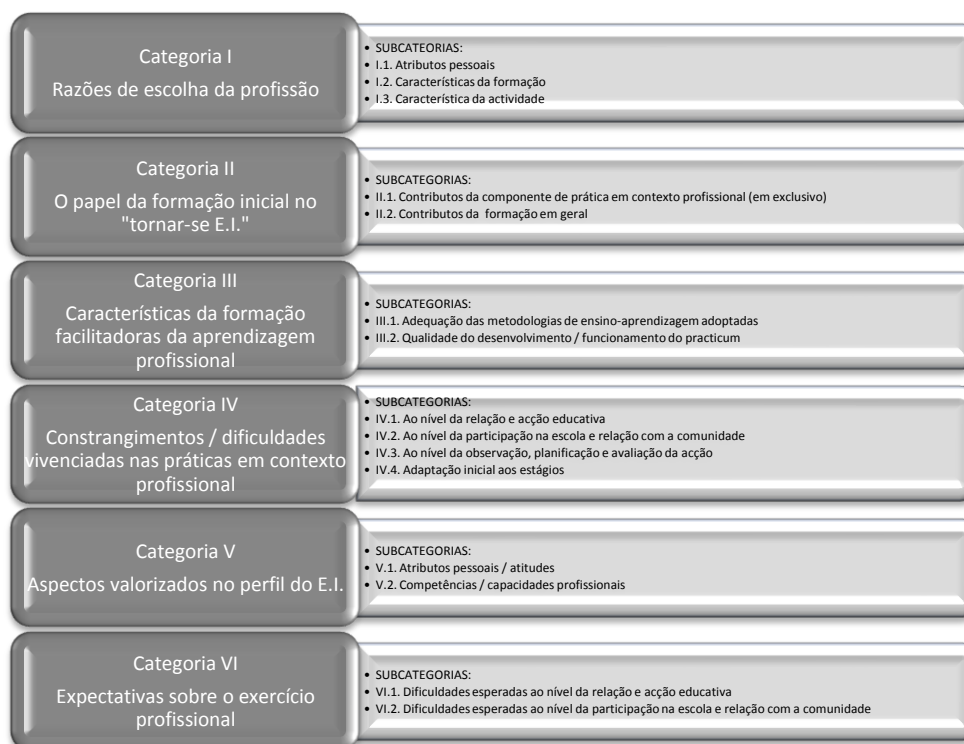 Categoria I
Razões de escolha da profissão
• SUBCATEORIAS:
• I.1. Atributos pessoais
• I.2. Características da formação
• I.3. Característica da actividade
Categoria II
O papel da formação inicial no
"tornar-se E.I."
• SUBCATEGORIAS:
• II.1. Contributos da componente de prática em contexto profissional (em exclusivo)
• II.2. Contributos da formação em geral
Categoria III
Características da formação
facilitadoras da aprendizagem
profissional
• SUBCATEGORIAS:
• III.1. Adequação das metodologias de ensino-aprendizagem adoptadas
• III.2. Qualidade do desenvolvimento / funcionamento do practicum
Categoria IV
Constrangimentos / dificuldades
vivenciadas nas práticas em contexto
profissional
• SUBCATEGORIAS:
• IV.1. Ao nível da relação e acção educativa
• IV.2. Ao nível da participação na escola e relação com a comunidade
• IV.3. Ao nível da observação, planificação e avaliação da acção
• IV.4. Adaptação inicial aos estágios
Categoria V
Aspectos valorizados no perfil do E.I.
• SUBCATEGORIAS:
• V.1. Atributos pessoais / atitudes
• V.2. Competências / capacidades profissionais
Categoria VI
Expectativas sobre o exercício
profissional
• SUBCATEGORIAS:
• VI.1. Dificuldades esperadas ao nível da relação e acção educativa
• VI.2. Dificuldades esperadas ao nível da participação na escola e relação com a comunidade